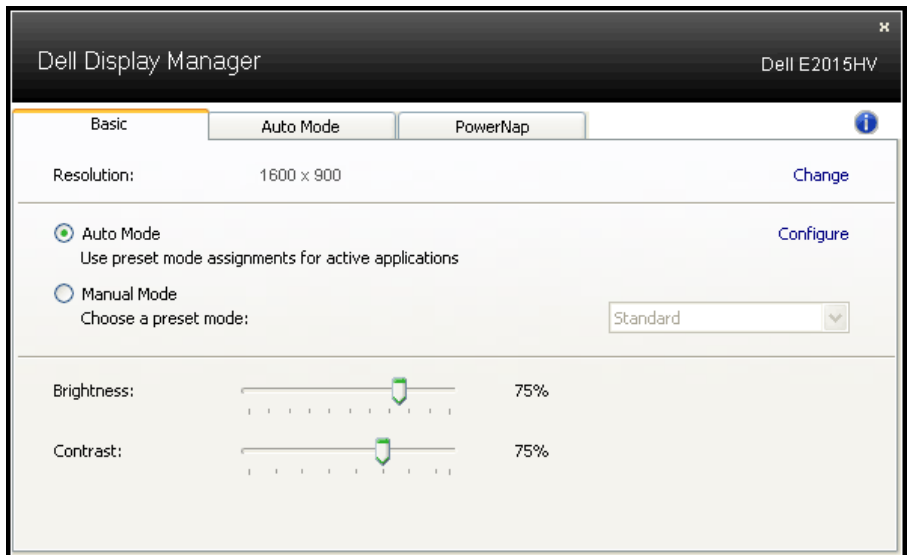 Dell Display Manager
Dell E2015HV
Basic
Auto Mode
PowerNap
Resolution:
1600 x 900
Change
Auto Mode
Configure
Use preset mode assignments for active applications
Manual Mode
Choose a preset mode:
Standard
Brightness:
75%
Contrast:
75%